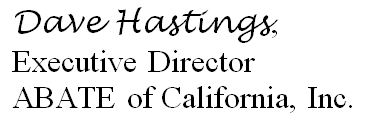 Dave Hastings,
Executive Director
ABATE of California, Inc.